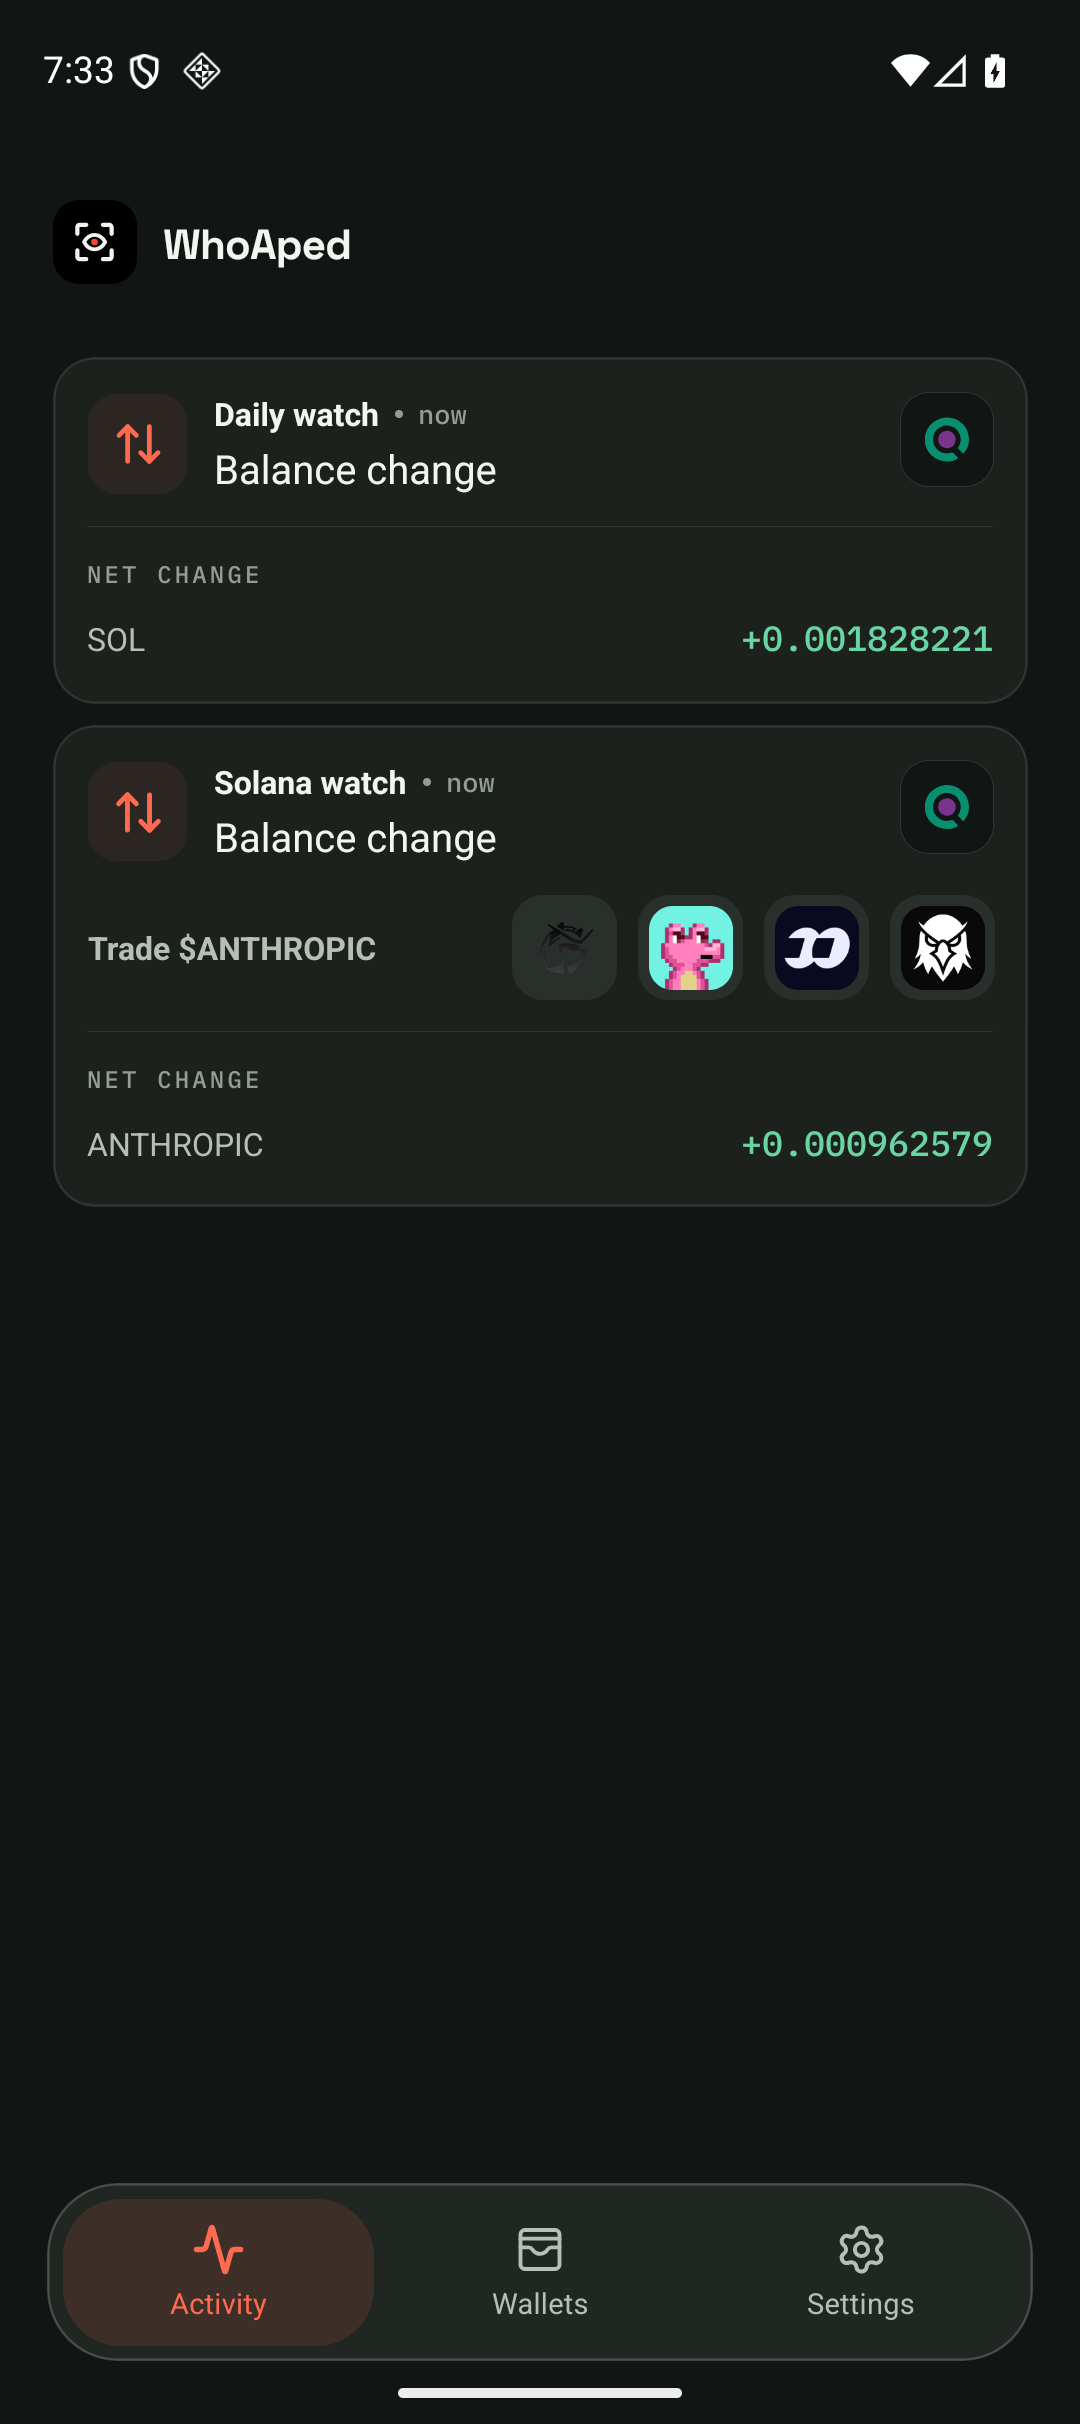 7:33
WhoAped
Daily watch • now
Balance change
NET CHANGE
SOL +0.001828221
Solana watch • now
Balance change
Trade $ANTHROPIC
NET CHANGE
ANTHROPIC +0.000962579
Activity Wallets Settings